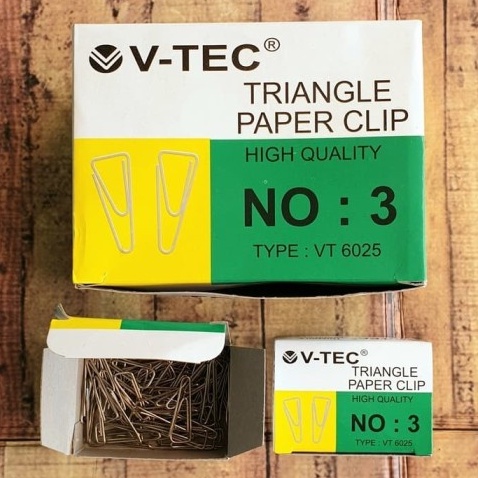 V-TEC®
TRIANGLE
PAPER CLIP
HIGH QUALITY
NO : 3
TYPE : VT 6025
V-TEC®
TRIANGLE
PAPER CLIP
HIGH QUALITY
NO : 3
TYPE : VT 6025